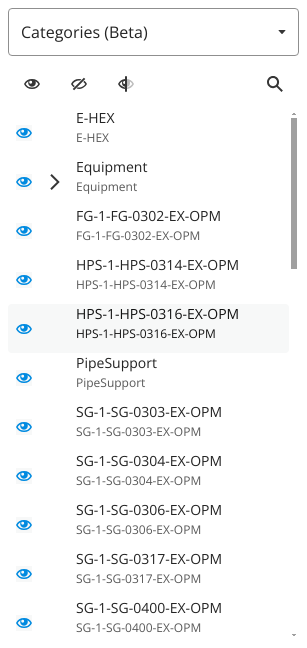 Categories (Beta)
E-HEX
E-HEX
Equipment
Equipment
FG-1-FG-0302-EX-OPM
FG-1-FG-0302-EX-OPM
HPS-1-HPS-0314-EX-OPM
HPS-1-HPS-0314-EX-OPM
HPS-1-HPS-0316-EX-OPM
HPS-1-HPS-0316-EX-OPM
PipeSupport
PipeSupport
SG-1-SG-0303-EX-OPM
SG-1-SG-0303-EX-OPM
SG-1-SG-0304-EX-OPM
SG-1-SG-0304-EX-OPM
SG-1-SG-0306-EX-OPM
SG-1-SG-0306-EX-OPM
SG-1-SG-0317-EX-OPM
SG-1-SG-0317-EX-OPM
SG-1-SG-0400-EX-OPM
SG-1-SG-0400-EX-OPM